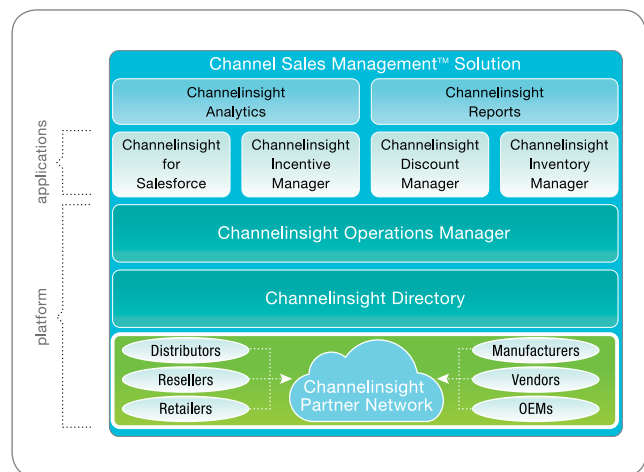 Channel Sales Management™ Solution
Channelinsight
Analytics
Channelinsight
Reports
applications
Channelinsight
for
Salesforce
Channelinsight
Incentive
Manager
Channelinsight
Discount
Manager
Channelinsight
Inventory
Manager
platform
Channelinsight Operations Manager
Channelinsight Directory
Distributors
Resellers
Retailers
Channelinsight
Partner Network
Manufacturers
Vendors
OEMs